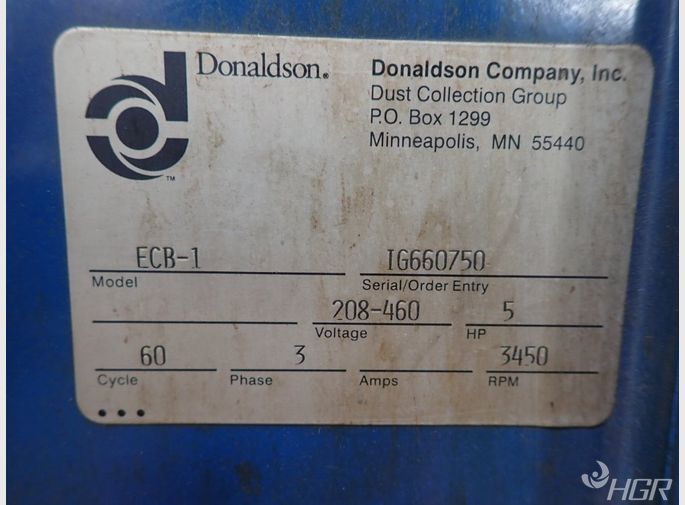 Donaldson®
Donaldson Company, Inc.
Dust Collection Group
P.O. Box 1299
Minneapolis, MN 55440
TM
ECB-1
Model
IG660750
Serial/Order Entry
208-460
Voltage
5
HP
60
Cycle
3
Phase
Amps
3450
RPM
HGR